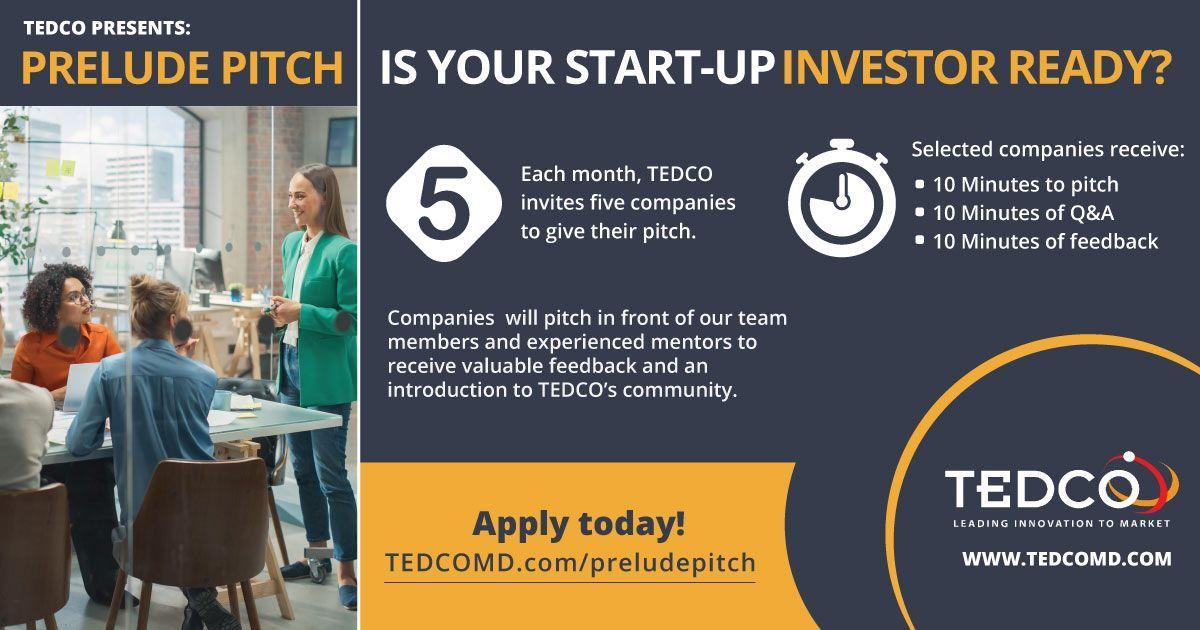 TEDCO PRESENTS:
PRELUDE PITCH
IS YOUR START-UP INVESTOR READY?
5
Each month, TEDCO
invites five companies
to give their pitch.
Selected companies receive:
10 Minutes to pitch
10 Minutes of Q&A
10 Minutes of feedback
Companies will pitch in front of our team
members and experienced mentors to
receive valuable feedback and an
introduction to TEDCO’s community.
Apply today!
TEDCOMD.com/preludepitch
TEDCO
LEADING INNOVATION TO MARKET
WWW.TEDCOMD.COM